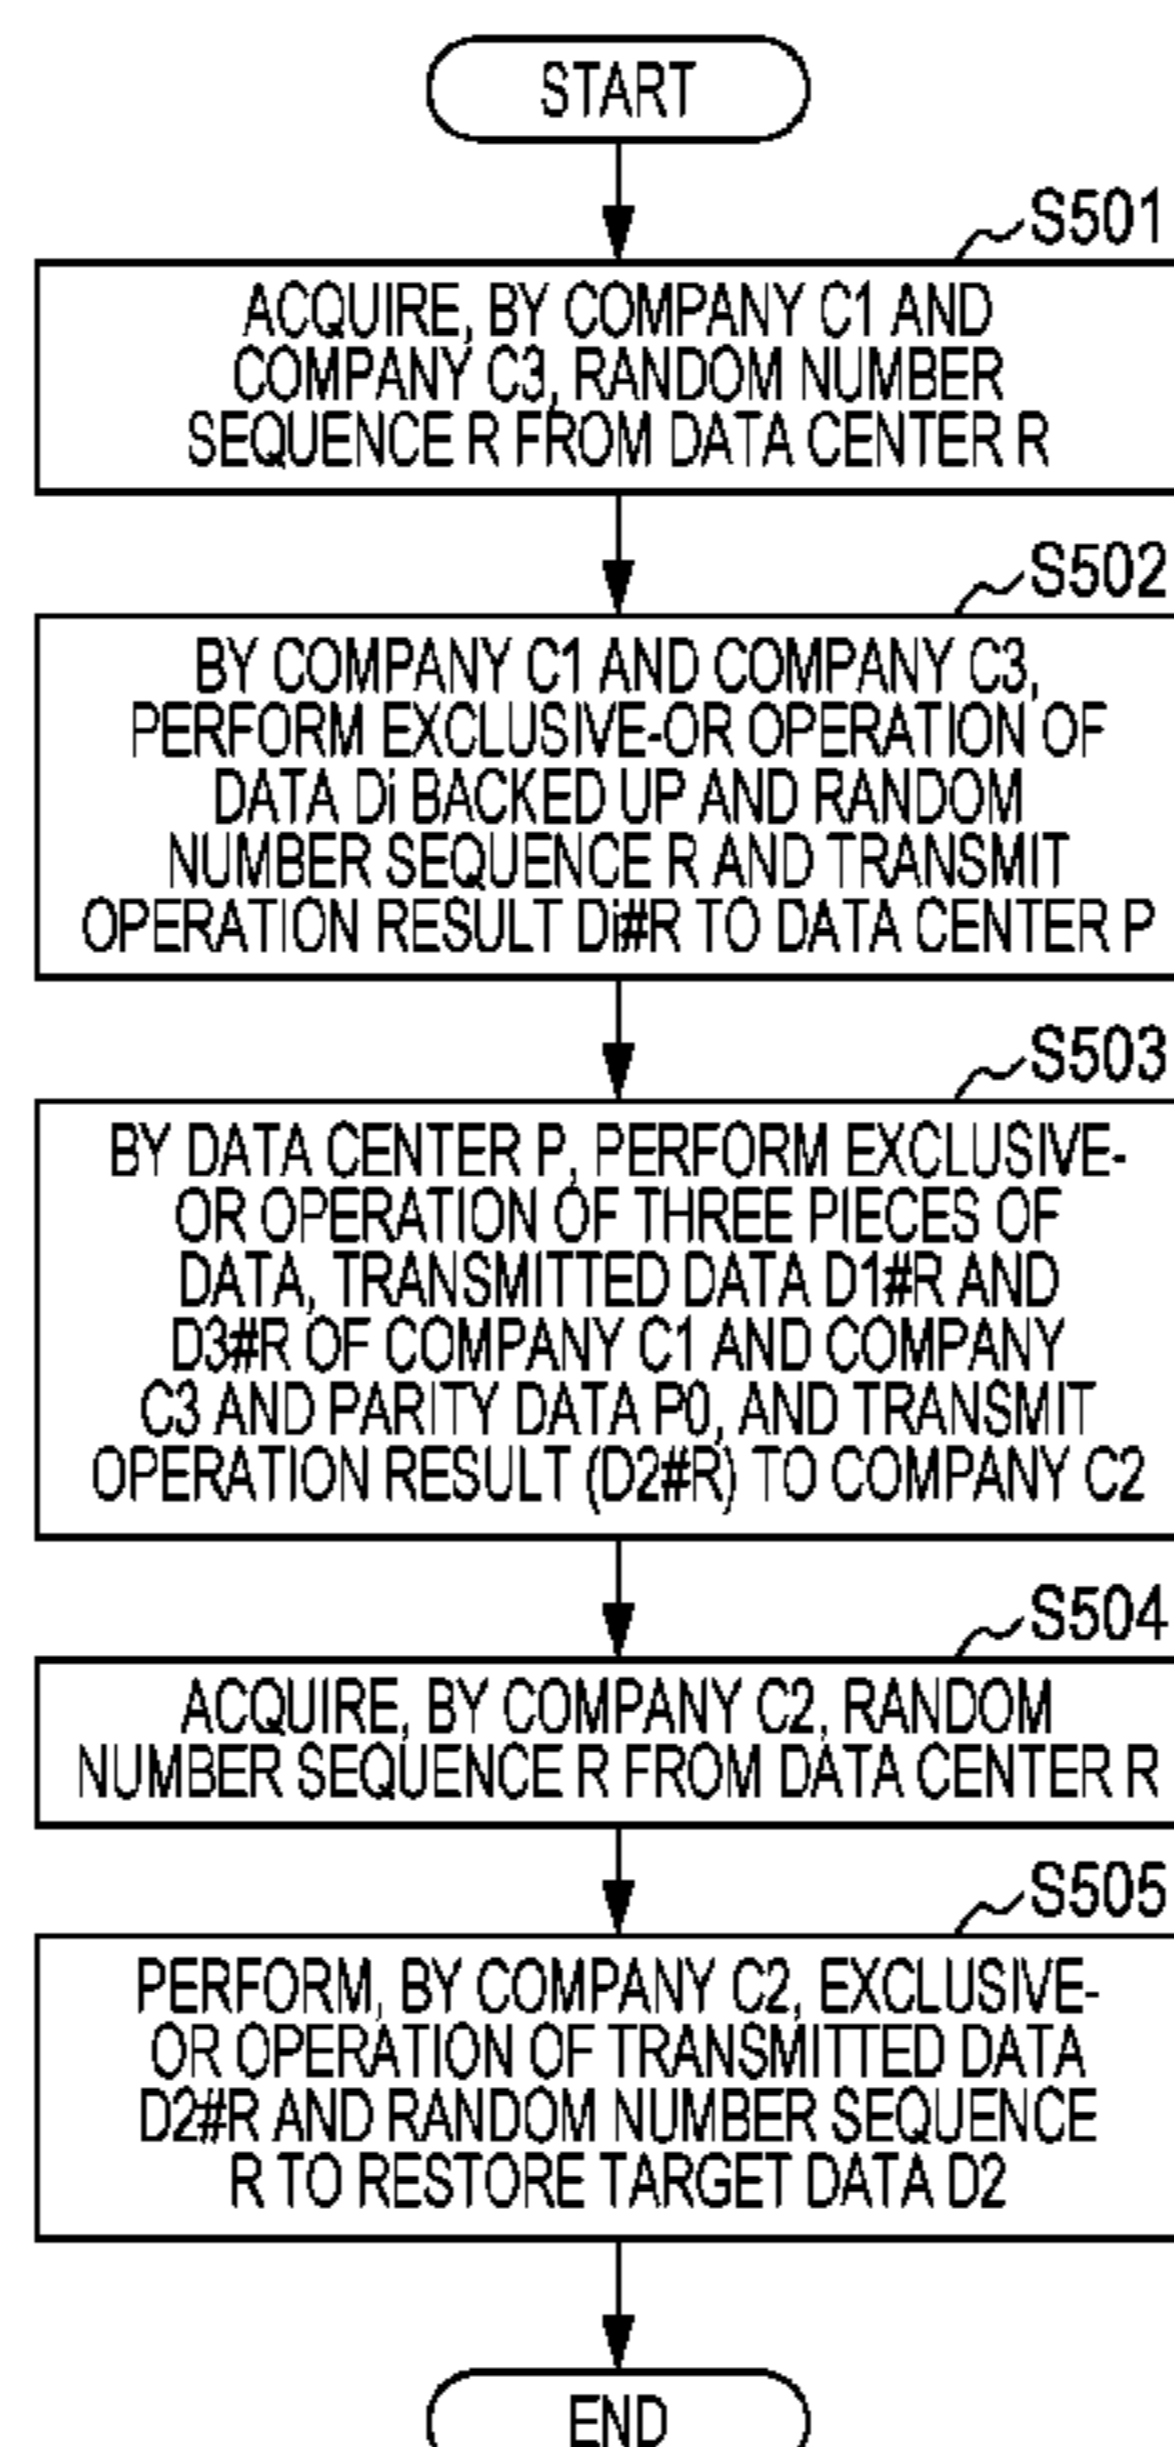 START
S501
ACQUIRE, BY COMPANY C1 AND
COMPANY C3, RANDOM NUMBER
SEQUENCE R FROM DATA CENTER R
S502
BY COMPANY C1 AND COMPANY C3,
PERFORM EXCLUSIVE-OR OPERATION OF
DATA Di BACKED UP AND RANDOM
NUMBER SEQUENCE R AND TRANSMIT
OPERATION RESULT Di#R TO DATA CENTER P
S503
BY DATA CENTER P, PERFORM EXCLUSIVE-
OR OPERATION OF THREE PIECES OF
DATA, TRANSMITTED DATA D1#R AND
D3#R OF COMPANY C1 AND COMPANY
C3 AND PARITY DATA P0, AND TRANSMIT
OPERATION RESULT (D2#R) TO COMPANY C2
S504
ACQUIRE, BY COMPANY C2, RANDOM
NUMBER SEQUENCE R FROM DATA CENTER R
S505
PERFORM, BY COMPANY C2, EXCLUSIVE-
OR OPERATION OF TRANSMITTED DATA
D2#R AND RANDOM NUMBER SEQUENCE
R TO RESTORE TARGET DATA D2
END